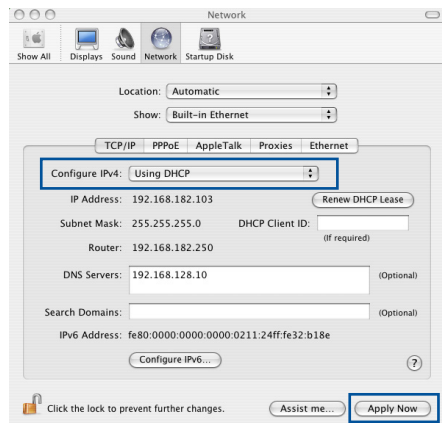 Network
Show All Displays Sound Network Startup Disk
Location: Automatic
Show: Built-in Ethernet
TCP/IP PPPoE AppleTalk Proxies Ethernet
Configure IPv4: Using DHCP
IP Address: 192.168.182.103 Renew DHCP Lease
Subnet Mask: 255.255.255.0 DHCP Client ID:
(If required)
Router: 192.168.182.250
DNS Servers: 192.168.128.10 (Optional)
Search Domains: (Optional)
IPv6 Address: fe80:0000:0000:0000:0211:24ff:fe32:b18e
Configure IPv6... ?
Click the lock to prevent further changes. Assist me... Apply Now